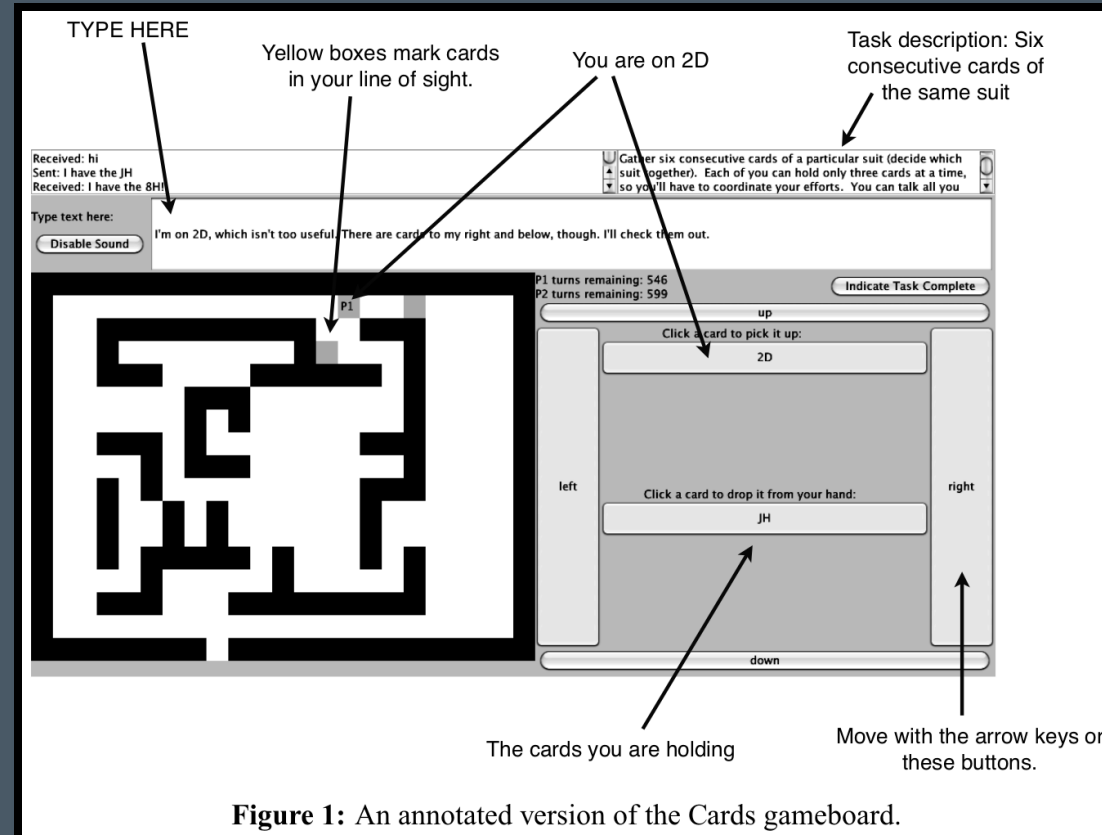 TYPE HERE
Yellow boxes mark cards
in your line of sight.
You are on 2D
Task description: Six
consecutive cards of
the same suit
Received: hi
Sent: I have the JH
Received: I have the 8H!
Gather six consecutive cards of a particular suit (decide which
suit together). Each of you can hold only three cards at a time,
so you'll have to coordinate your efforts. You can talk all you
Type text here:
Disable Sound
I'm on 2D, which isn't too useful. There are cards to my right and below, though. I'll check them out.
P1 turns remaining: 546
P2 turns remaining: 599
Indicate Task Complete
P1
up
Click a card to pick it up:
2D
left
right
Click a card to drop it from your hand:
JH
down
The cards you are holding
Move with the arrow keys or
these buttons.
Figure 1: An annotated version of the Cards gameboard.